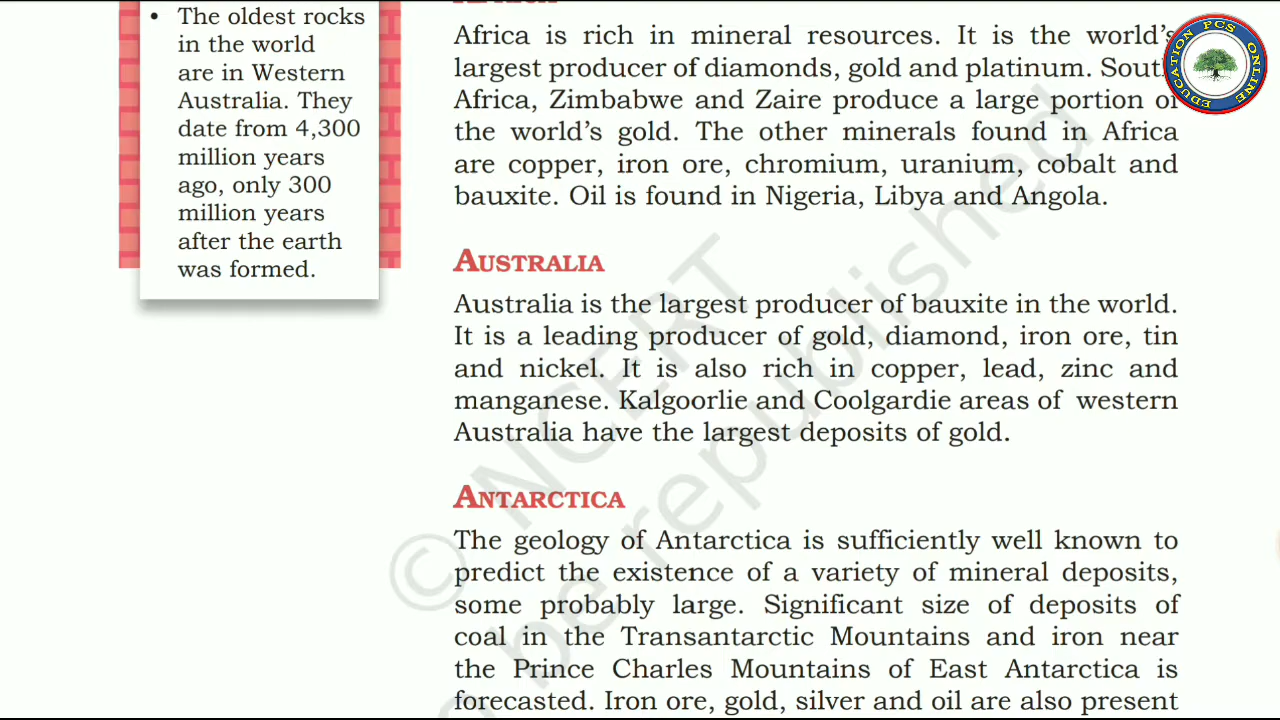 • The oldest rocks
in the world
are in Western
Australia. They
date from 4,300
million years
ago, only 300
million years
after the earth
was formed.
Africa is rich in mineral resources. It is the world's
largest producer of diamonds, gold and platinum. South
Africa, Zimbabwe and Zaire produce a large portion of
the world's gold. The other minerals found in Africa
are copper, iron ore, chromium, uranium, cobalt and
bauxite. Oil is found in Nigeria, Libya and Angola.
AUSTRALIA
Australia is the largest producer of bauxite in the world.
It is a leading producer of gold, diamond, iron ore, tin
and nickel. It is also rich in copper, lead, zinc and
manganese. Kalgoorlie and Coolgardie areas of western
Australia have the largest deposits of gold.
ANTARCTICA
The geology of Antarctica is sufficiently well known to
predict the existence of a variety of mineral deposits,
some probably large. Significant size of deposits of
coal in the Transantarctic Mountains and iron near
the Prince Charles Mountains of East Antarctica is
forecasted. Iron ore, gold, silver and oil are also present
EDUCATION PCS ONLINE
© NCERT
be republished